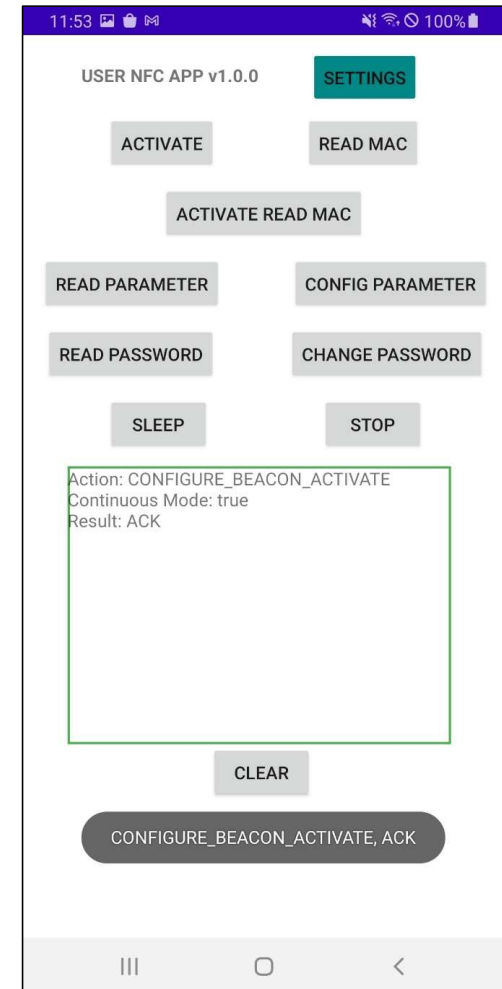 11:53 100%
USER NFC APP v1.0.0 SETTINGS
ACTIVATE READ MAC
ACTIVATE READ MAC
READ PARAMETER CONFIG PARAMETER
READ PASSWORD CHANGE PASSWORD
SLEEP STOP
Action: CONFIGURE_BEACON_ACTIVATE
Continuous Mode: true
Result: ACK
CLEAR
CONFIGURE_BEACON_ACTIVATE, ACK